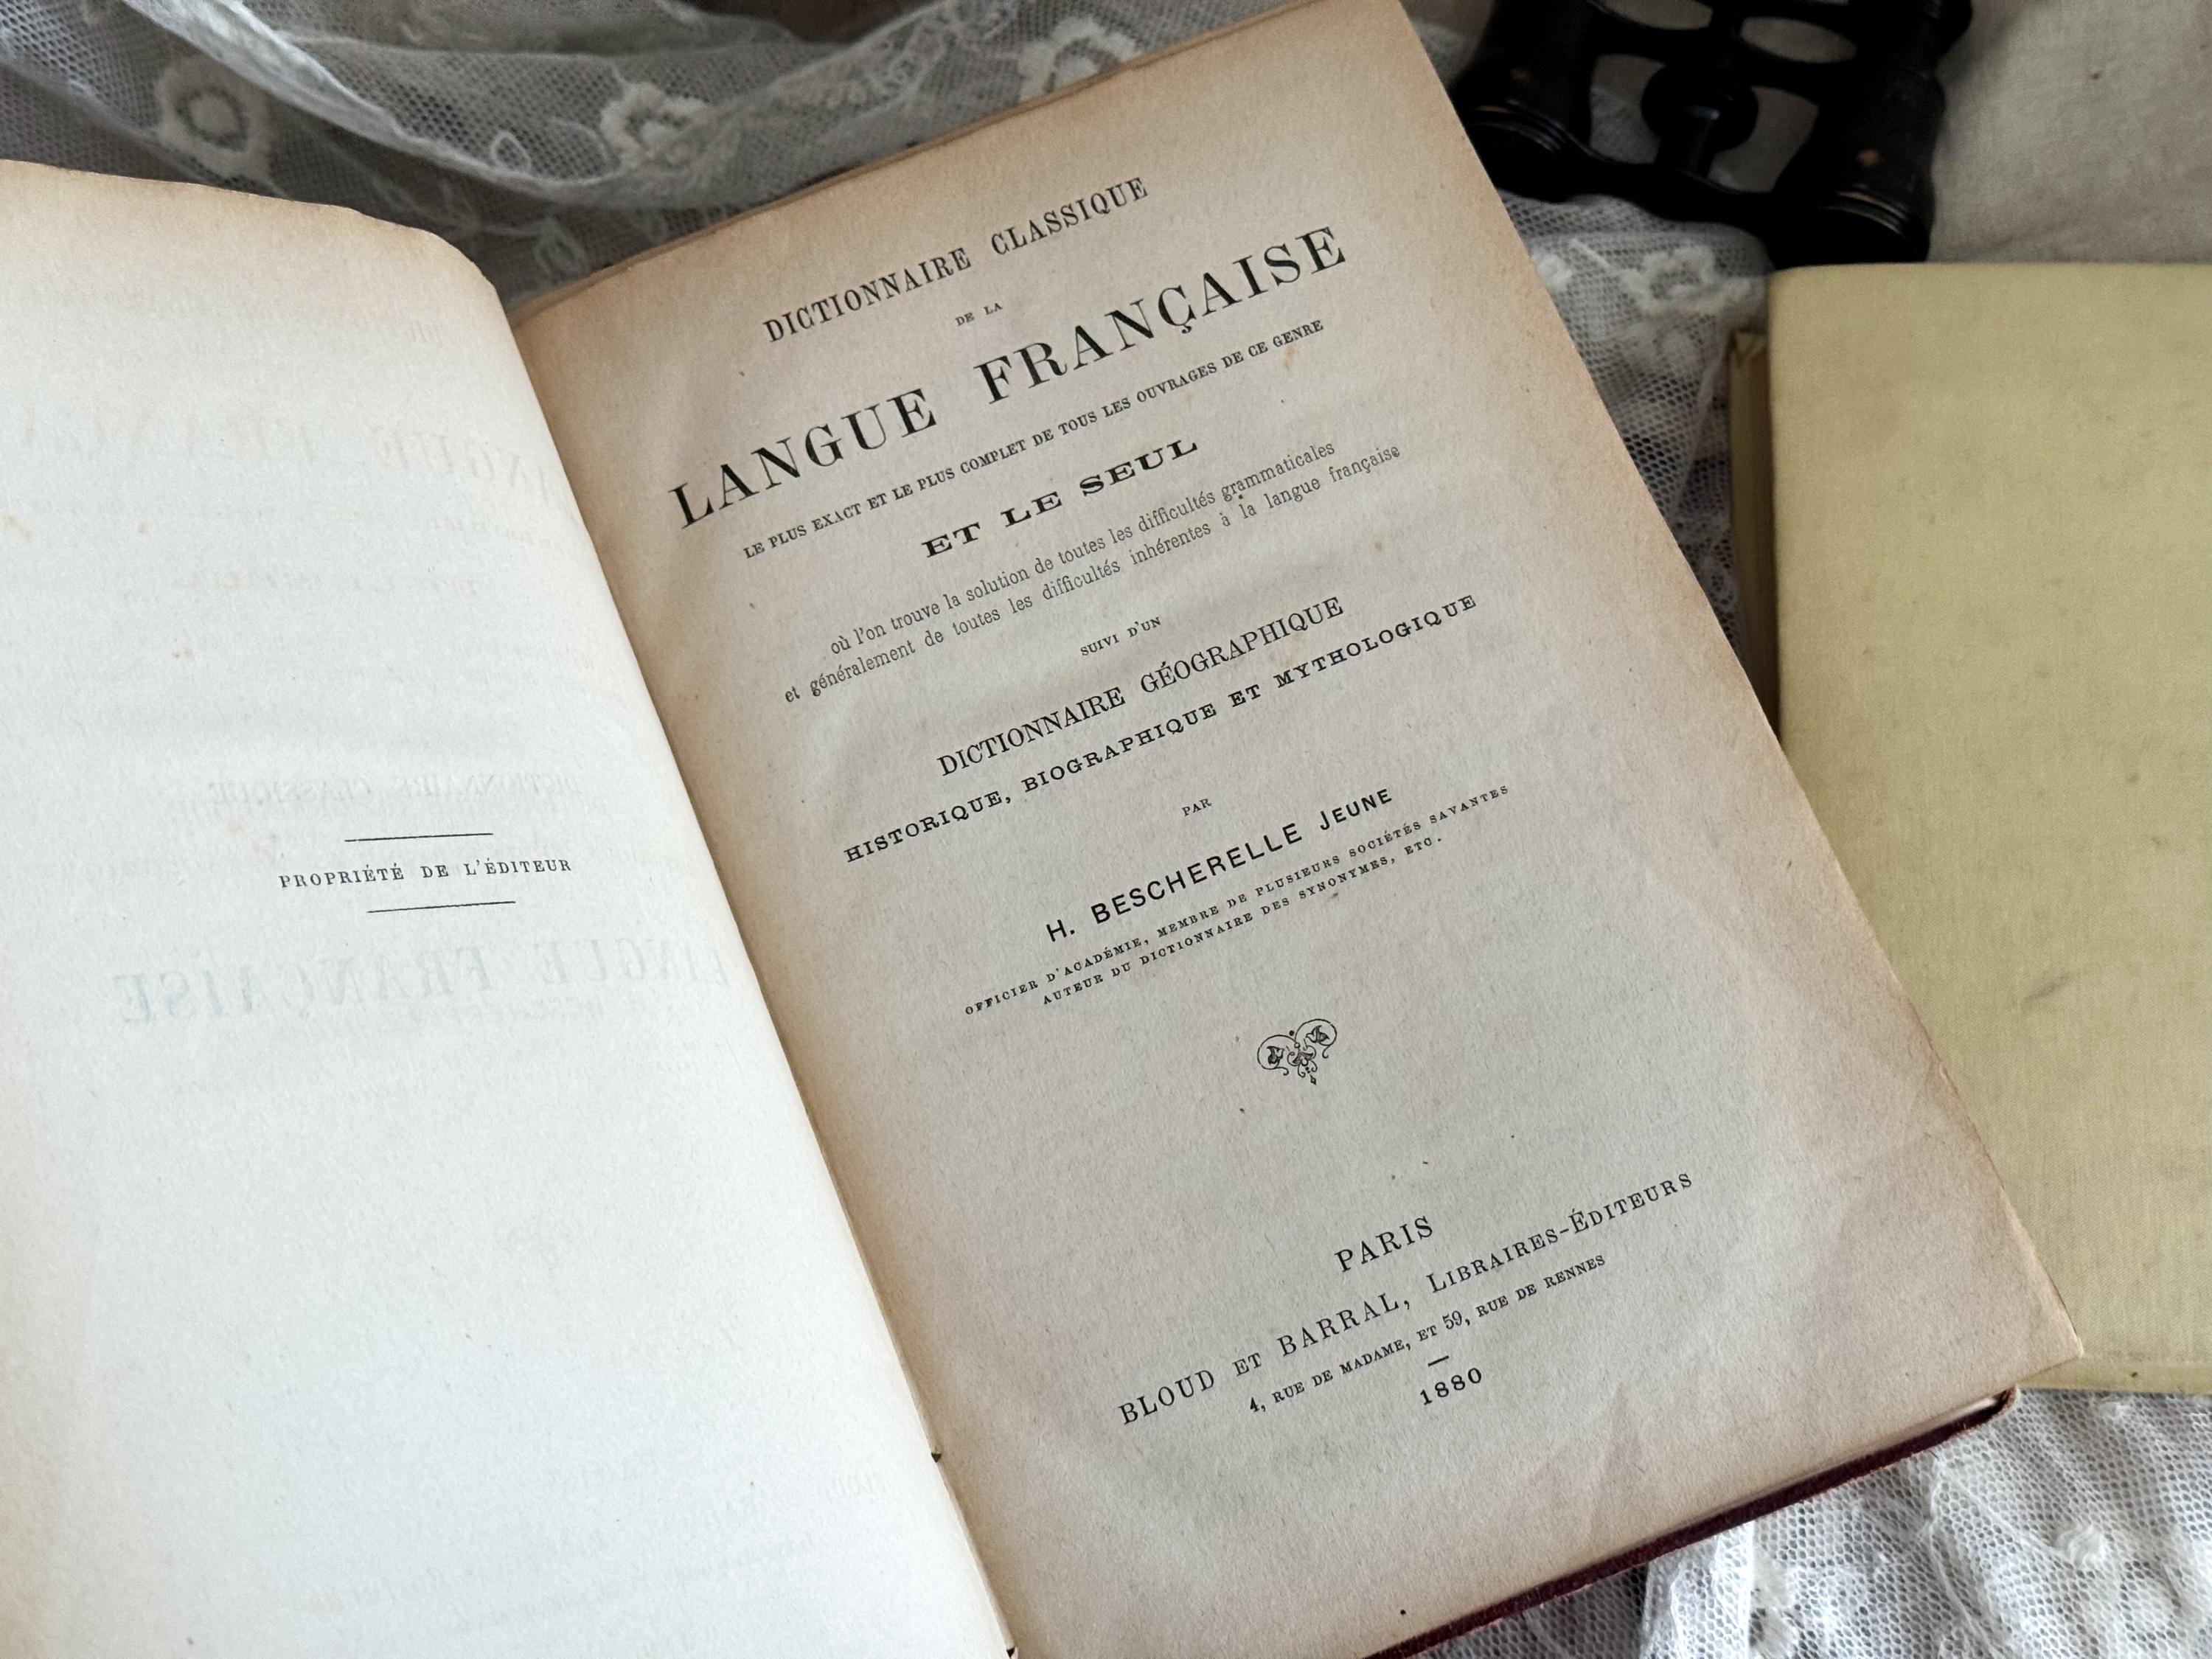 PROPRIÉTÉ DE L'ÉDITEUR
DICTIONNAIRE CLASSIQUE
DE LA
LANGUE FRANÇAISE
LE PLUS EXACT ET LE PLUS COMPLET DE TOUS LES OUVRAGES DE CE GENRE
ET LE SEUL
où l'on trouve la solution de toutes les difficultés grammaticales
et généralement de toutes les difficultés inhérentes à la langue française
SUIVI D'UN
DICTIONNAIRE GÉOGRAPHIQUE
HISTORIQUE, BIOGRAPHIQUE ET MYTHOLOGIQUE
PAR
H. BESCHERELLE JEUNE
OFFICIER D'ACADÉMIE, MEMBRE DE PLUSIEURS SOCIÉTÉS SAVANTES
AUTEUR DU DICTIONNAIRE DES SYNONYMES, ETC.
PARIS
BLOUD ET BARRAL, LIBRAIRES-ÉDITEURS
4, RUE DE MADAME, ET 59, RUE DE RENNES
1880